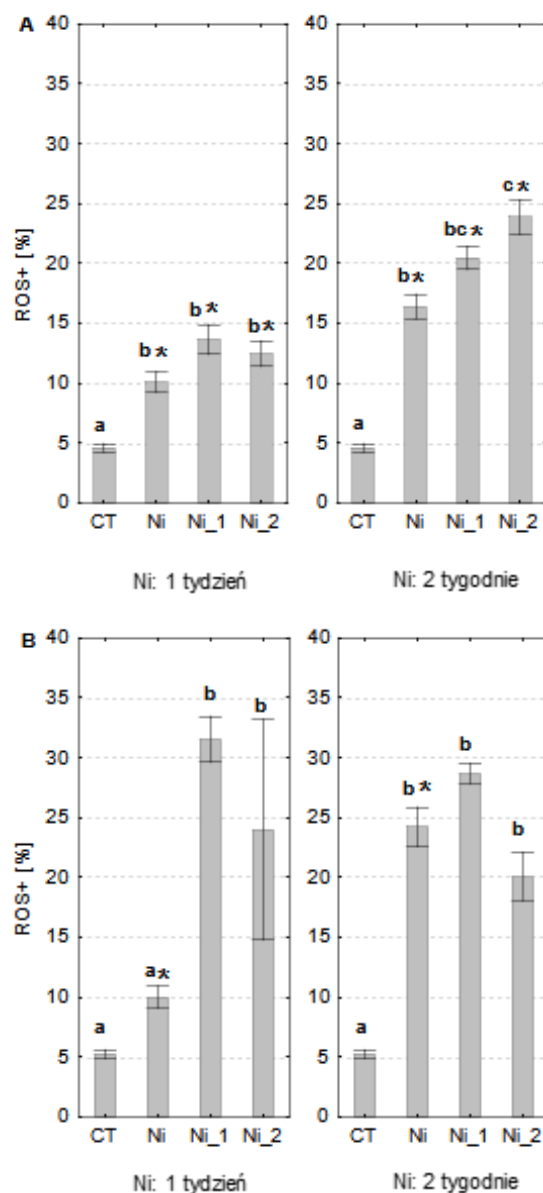 A
ROS+ [%]
40
35
30
25
20
15
10
5
0
a
b*
b*
b*
CT Ni Ni_1 Ni_2
Ni: 1 tydzień
40
35
30
25
20
15
10
5
0
a
b*
bc*
c*
CT Ni Ni_1 Ni_2
Ni: 2 tygodnie
B
ROS+ [%]
40
35
30
25
20
15
10
5
0
a
a*
b
b
CT Ni Ni_1 Ni_2
Ni: 1 tydzień
40
35
30
25
20
15
10
5
0
a
b*
b
b
CT Ni Ni_1 Ni_2
Ni: 2 tygodnie